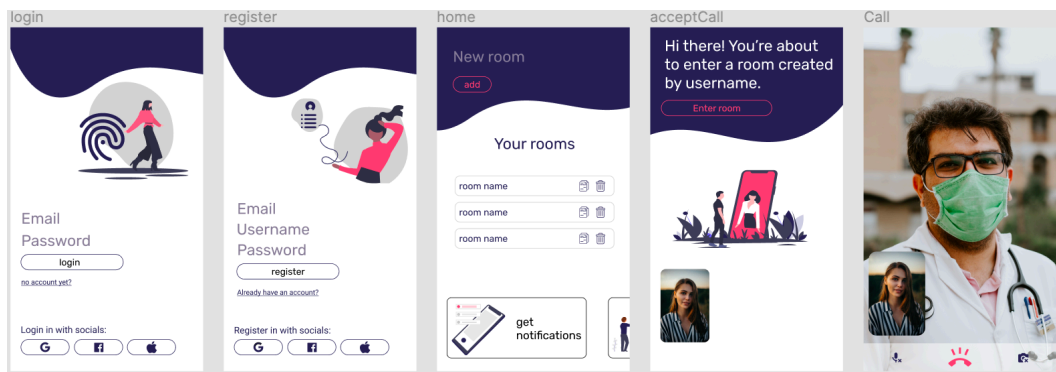 login
Email
Password
login
no account yet?
Login in with socials:
G
register
Email
Username
Password
register
Already have an account?
Register in with socials:
G
home
New room
add
Your rooms
room name
room name
room name
get
notifications
acceptCall
Hi there! You're about
to enter a room created
by username.
Enter room
Call